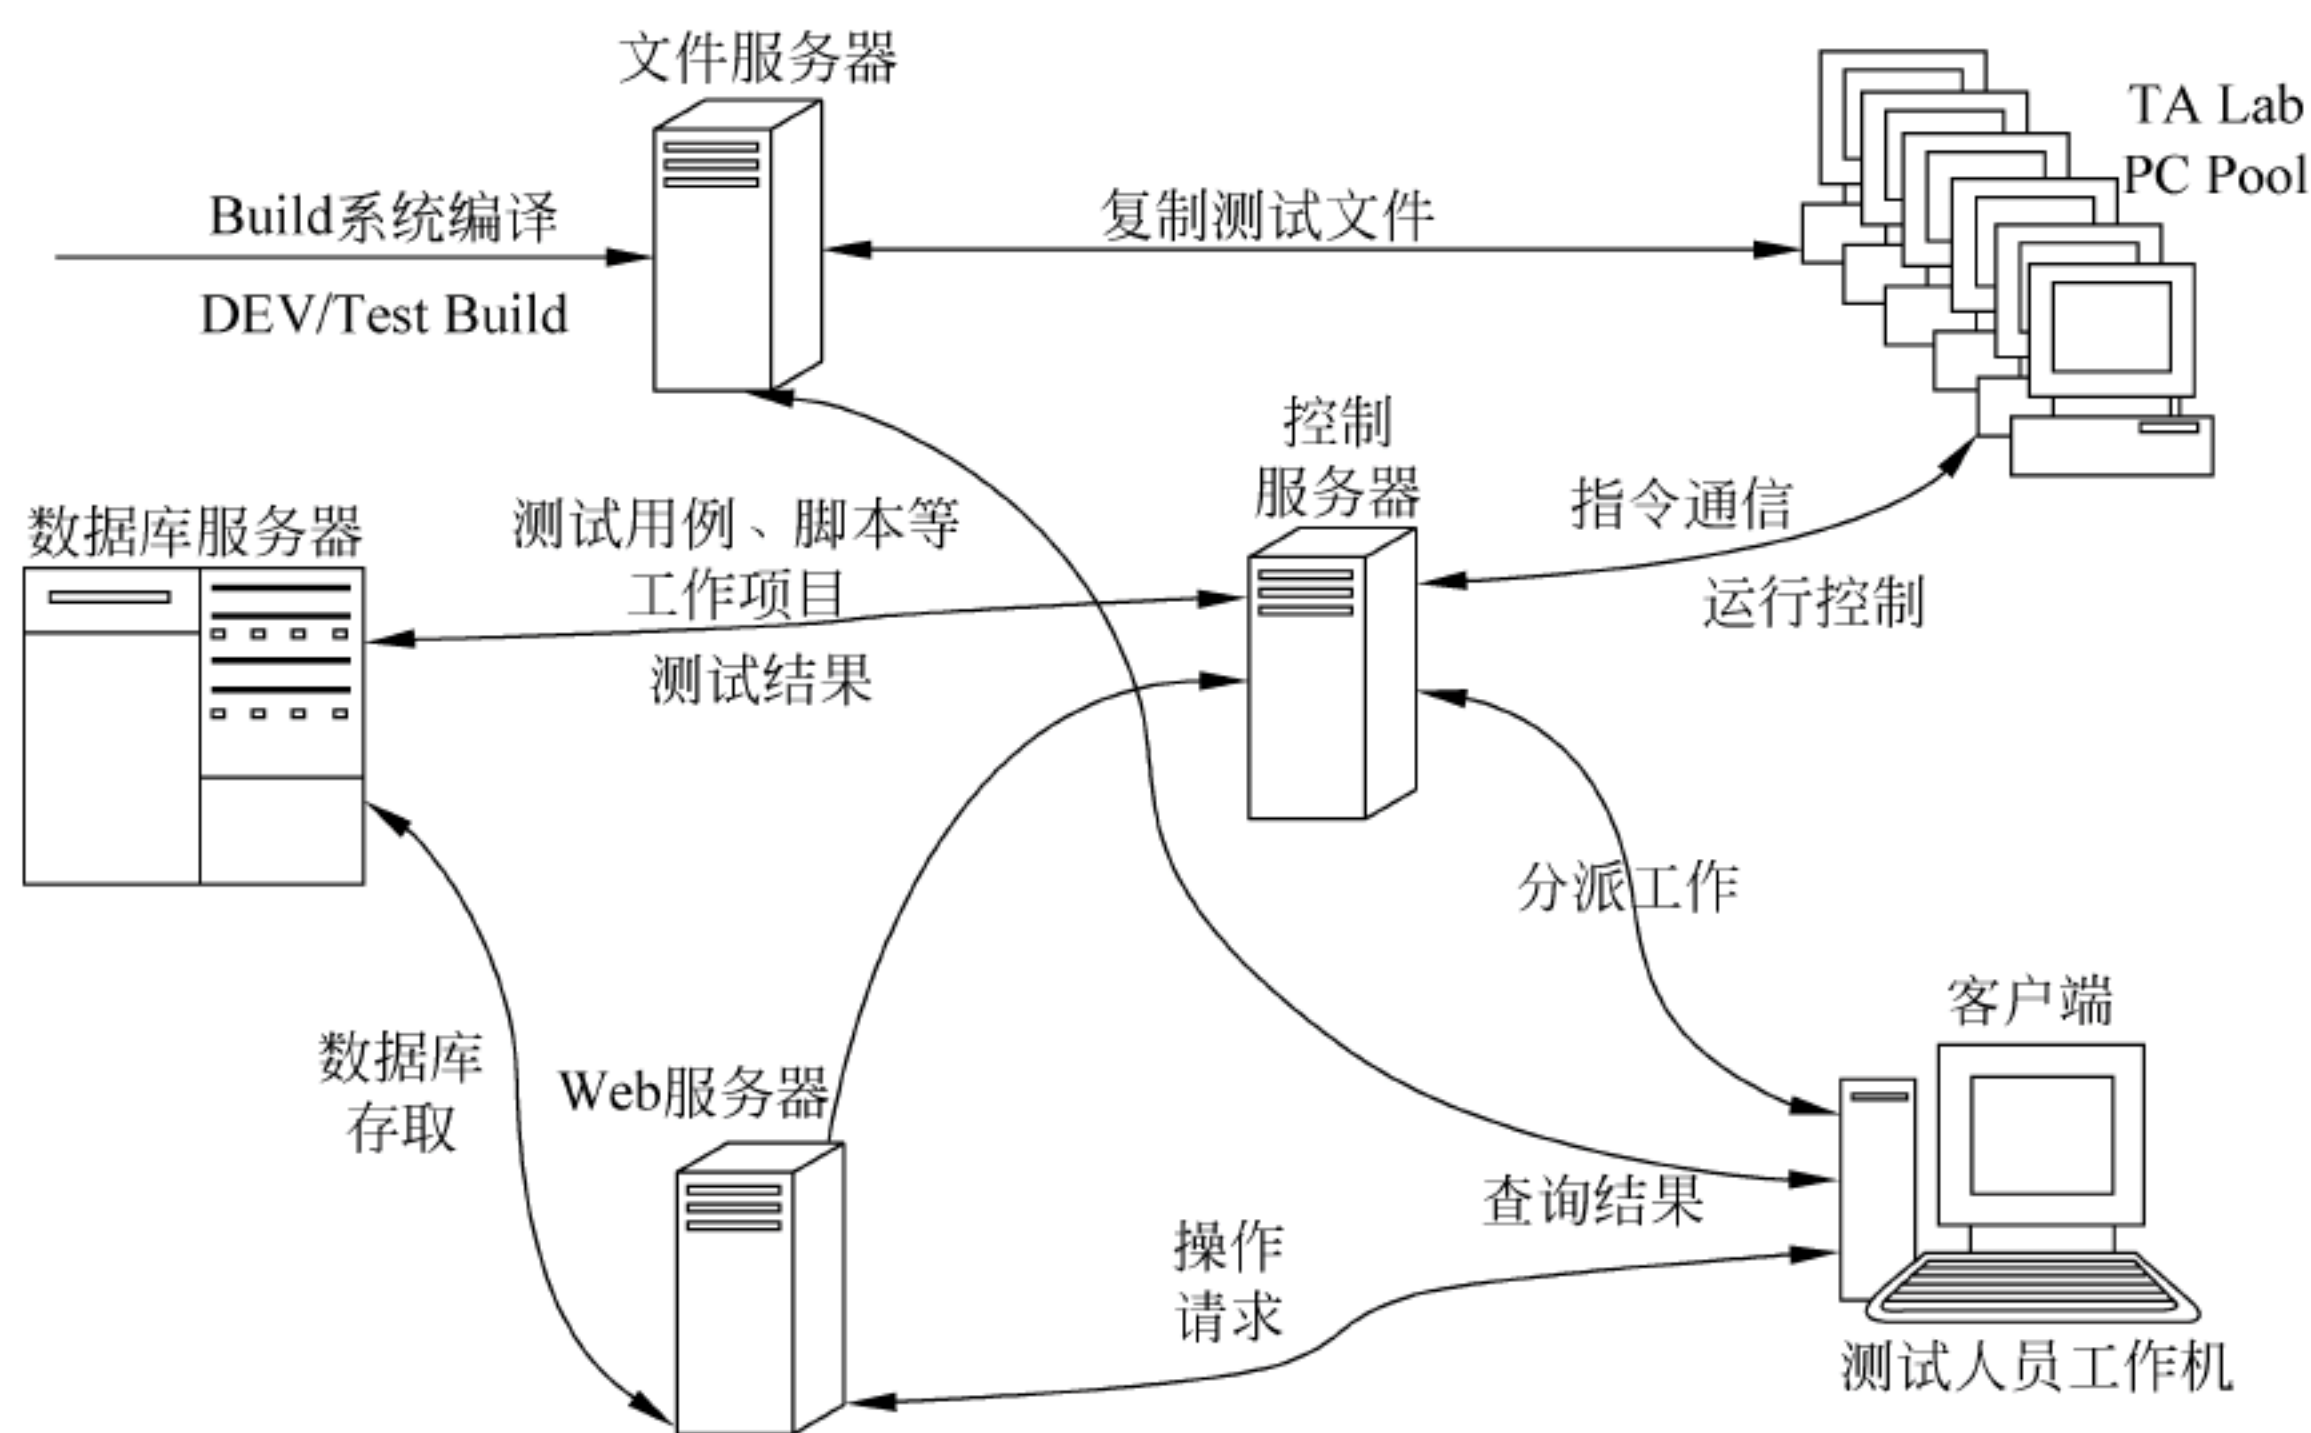 文件服务器
TA Lab
PC Pool
Build系统编译
DEV/Test Build
复制测试文件
控制
服务器
指令通信
运行控制
数据库服务器
测试用例、脚本等
工作项目
测试结果
分派工作
客户端
数据库
存取
Web服务器
查询结果
操作
请求
测试人员工作机